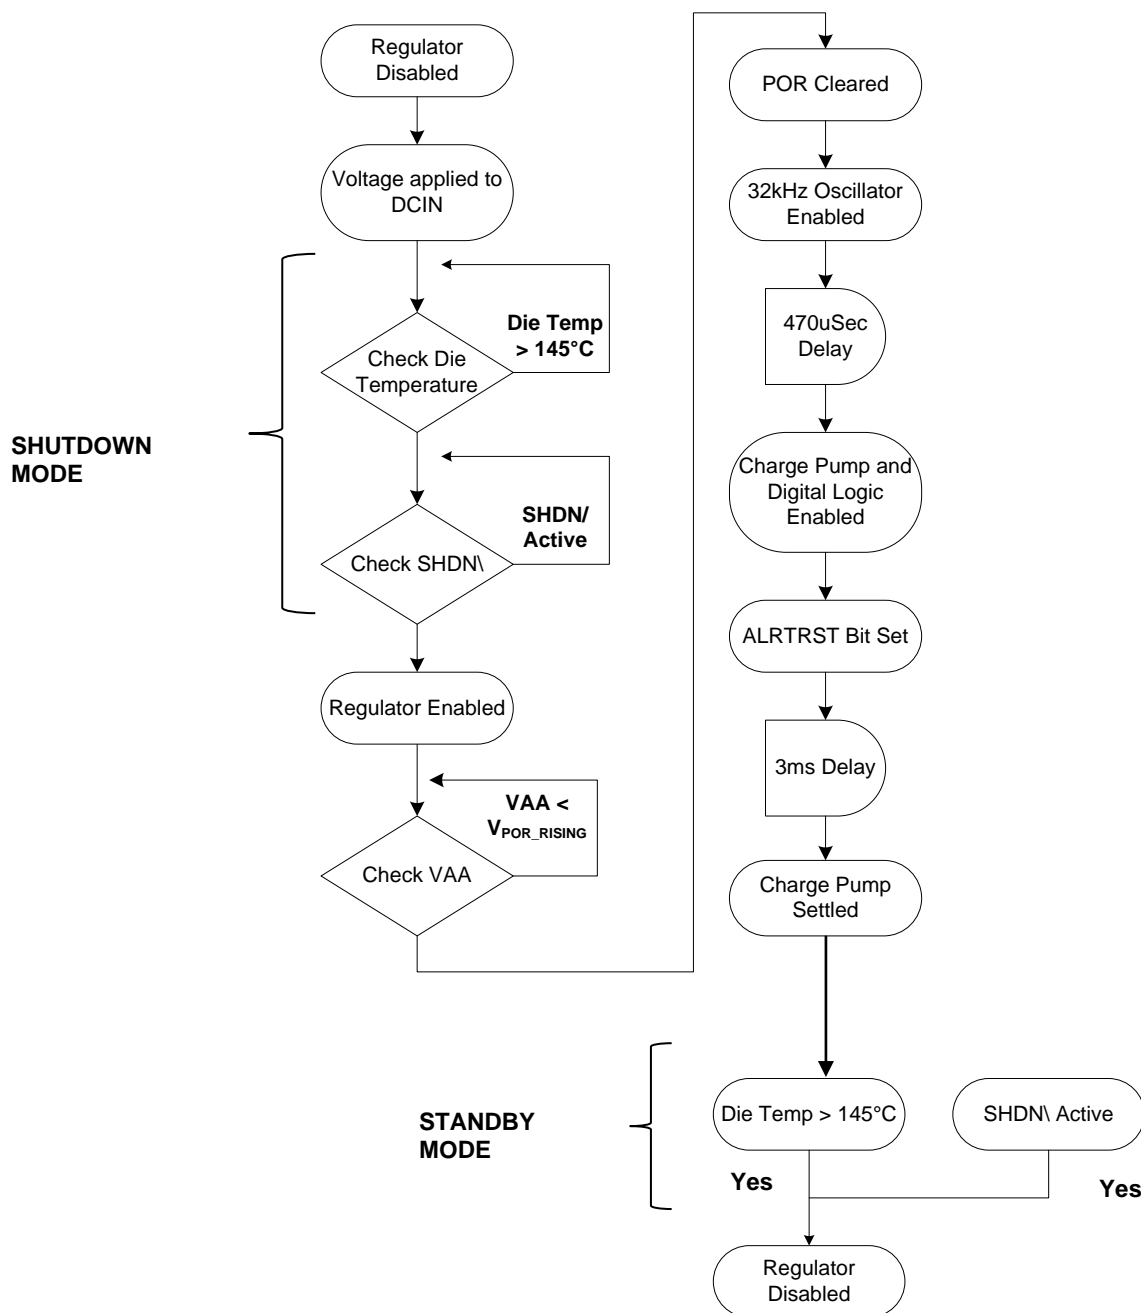 Regulator
Disabled
Voltage applied to
DCIN
Die Temp
> 145°C
Check Die
Temperature
SHUTDOWN
MODE
SHDN/
Active
Check SHDN\
Regulator Enabled
VAA <
VPOR_RISING
Check VAA
POR Cleared
32kHz Oscillator
Enabled
470uSec
Delay
Charge Pump and
Digital Logic
Enabled
ALRTRST Bit Set
3ms Delay
Charge Pump
Settled
STANDBY
MODE
Die Temp > 145°C
SHDN\ Active
Yes
Yes
Regulator
Disabled